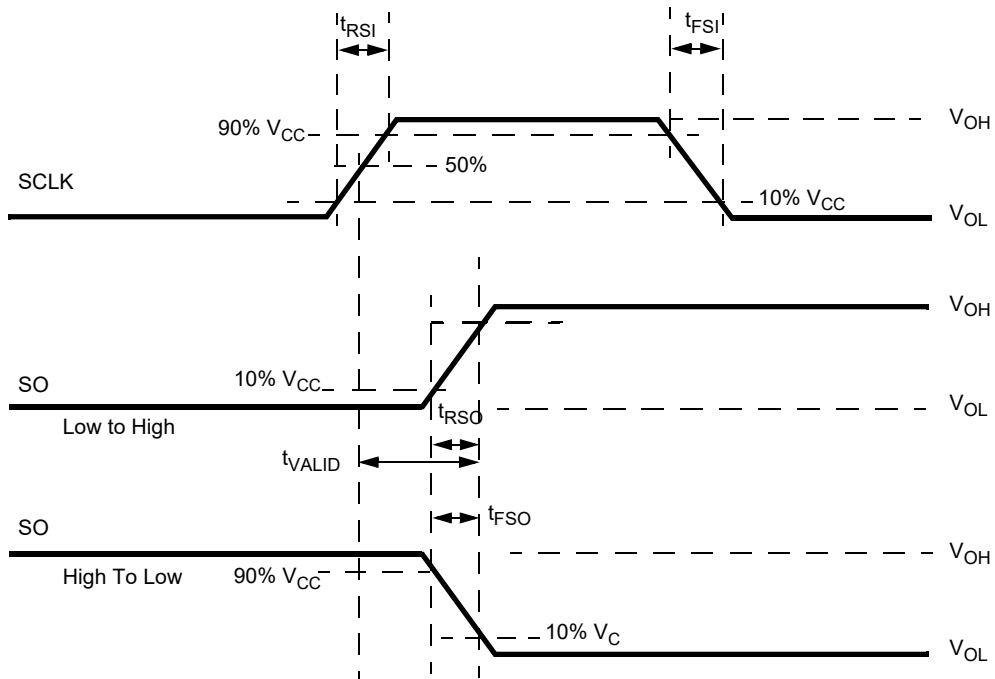 tRSI
tFSI
90% VCC
VOH
50%
SCLK
10% VCC
VOL
VOH
10% VCC
SO
tRSO
VOL
Low to High
tVALID
tFSO
SO
VOH
High To Low
90% VCC
10% VC
VOL